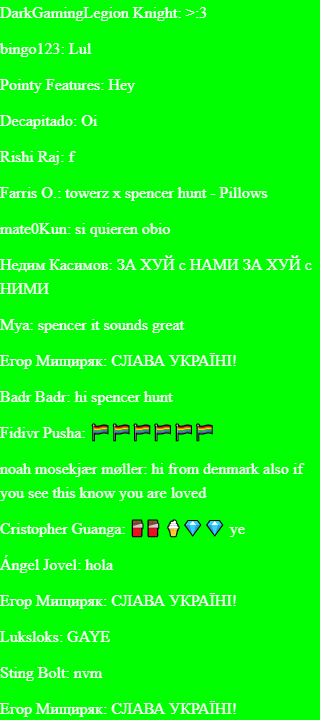 DarkGamingLegion Knight: >:3
bingo123: Lul
Pointy Features: Hey
Decapitado: Oi
Rishi Raj: f
Farris O.: towerz x spencer hunt - Pillows
mate0Kun: si quieren obio
Недим Касимов: ЗА ХУЙ с НАМИ ЗА ХУЙ с
НИМИ
Mya: spencer it sounds great
Егор Мищиряк: СЛАВА УКРАЇНІ!
Badr Badr: hi spencer hunt
Fidivr Pusha: 🏳️‍🌈🏳️‍🌈🏳️‍🌈🏳️‍🌈🏳️‍🌈🏳️‍🌈
noah mosekjær møller: hi from denmark also if
you see this know you are loved
Cristopher Guanga: 🥤🥤🍦💎💎 ye
Ángel Jovel: hola
Егор Мищиряк: СЛАВА УКРАЇНІ!
Luksloks: GAYE
Sting Bolt: nvm
Егор Мищиряк: СЛАВА УКРАЇНІ!